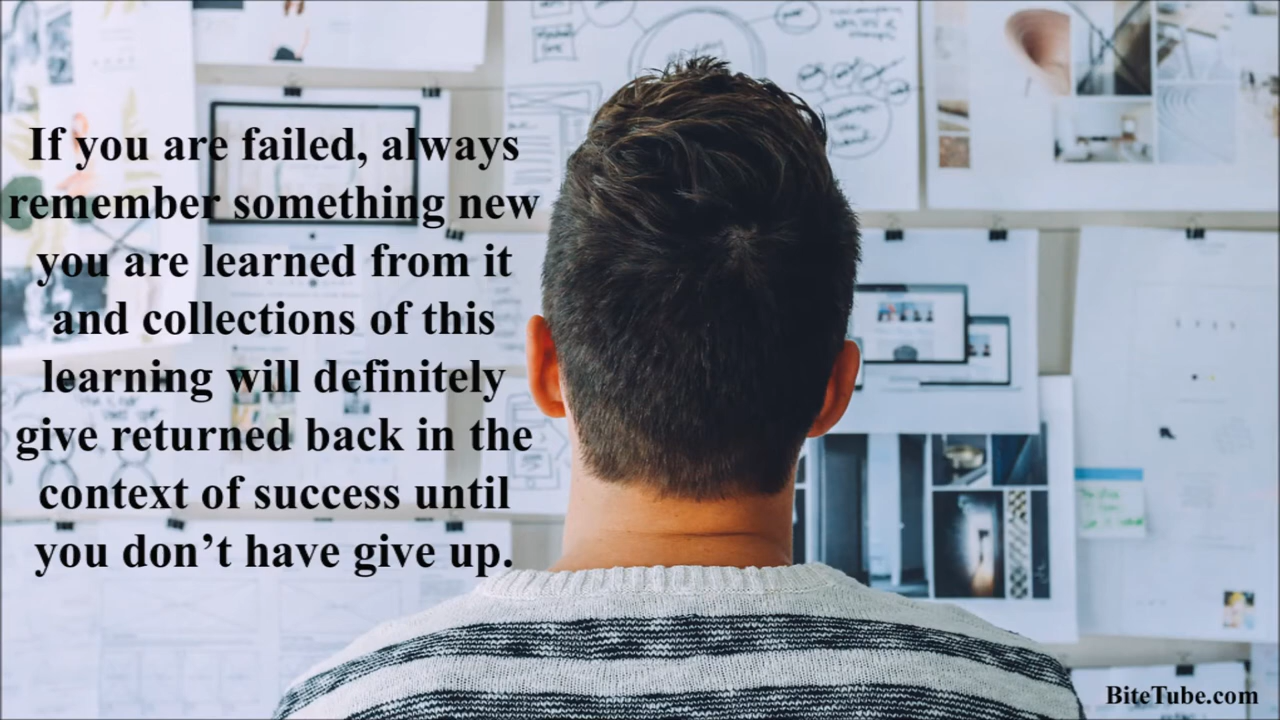 If you are failed, always
remember something new
you are learned from it
and collections of this
learning will definitely
give returned back in the
context of success until
you don’t have give up.
BiteTube.com